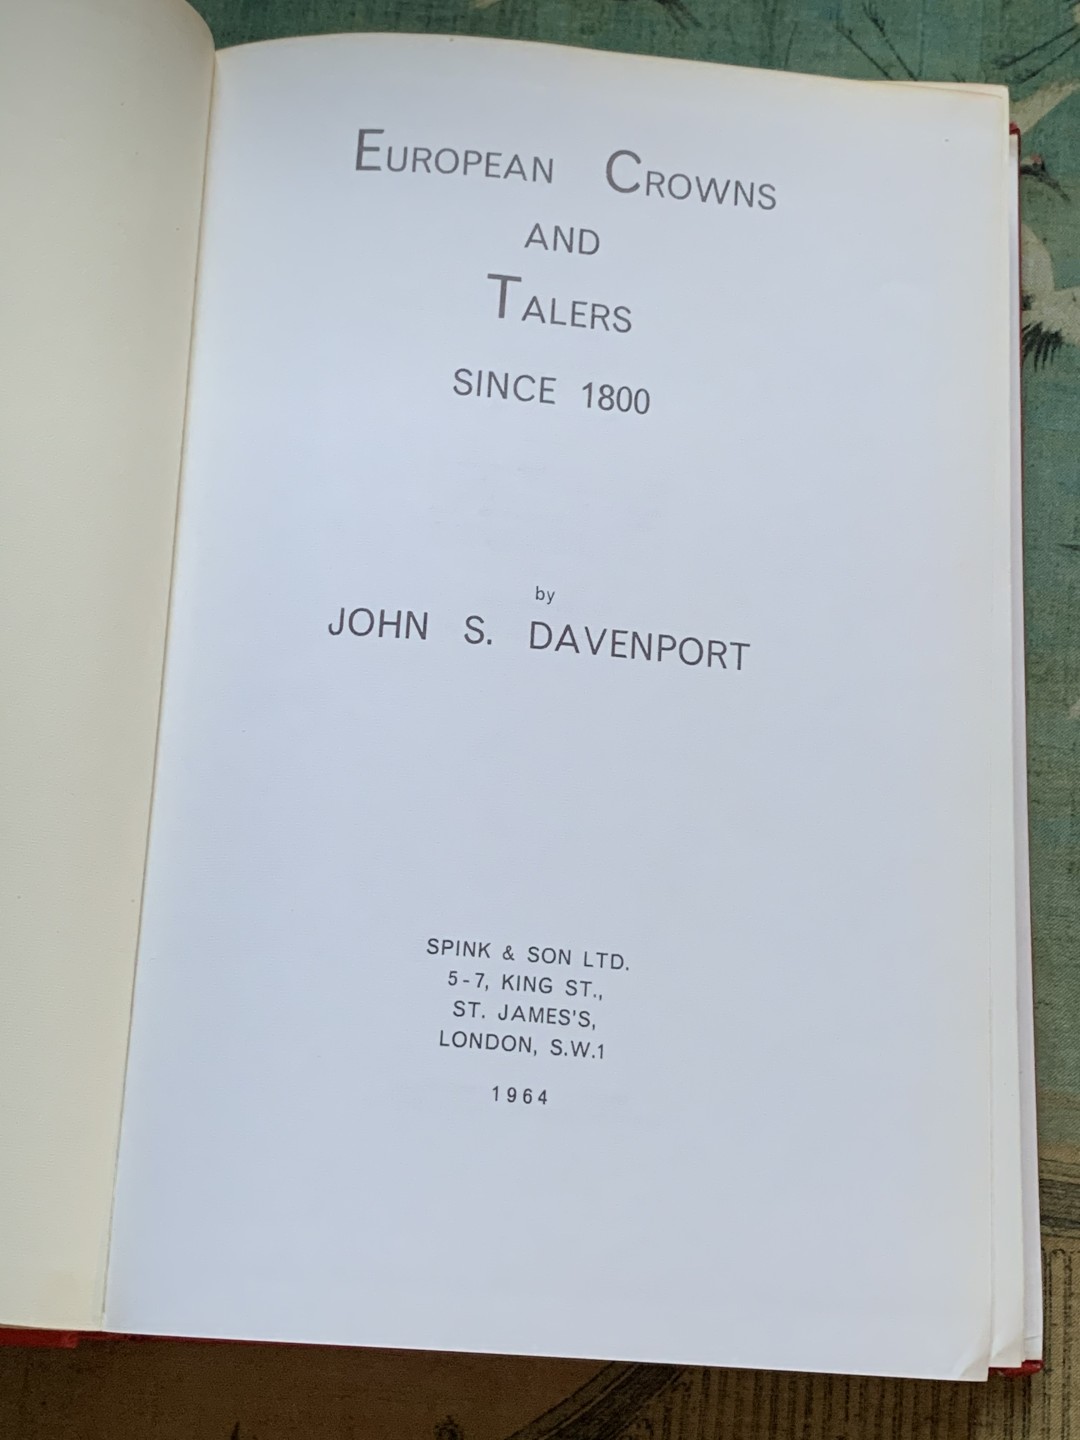 EUROPEAN CROWNS
AND
TALERS
SINCE 1800
by
JOHN S. DAVENPORT
SPINK & SON LTD.
5-7, KING ST.,
ST. JAMES'S,
LONDON, S.W.1
1964